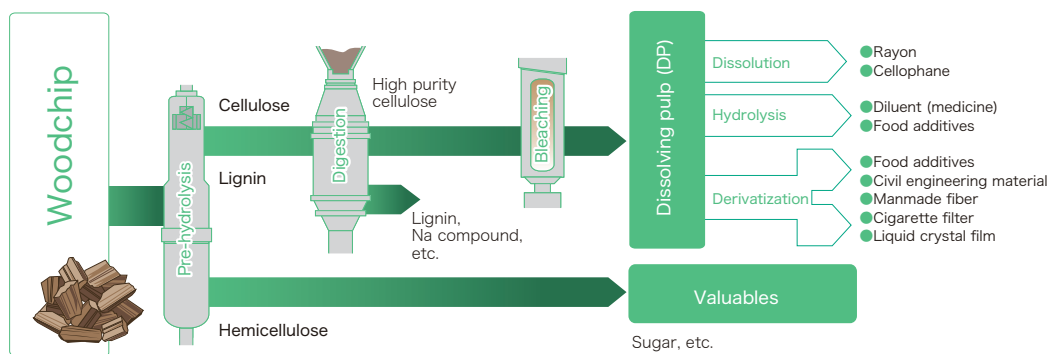 Woodchip
Pre-hydrolysis
Cellulose
Lignin
Hemicellulose
Digestion
High purity
cellulose
Lignin,
Na compound,
etc.
Bleaching
Dissolving pulp (DP)
Dissolution
●Rayon
●Cellophane
Hydrolysis
●Diluent (medicine)
●Food additives
Derivatization
●Food additives
●Civil engineering material
●Manmade fiber
●Cigarette filter
●Liquid crystal film
Valuables
Sugar, etc.